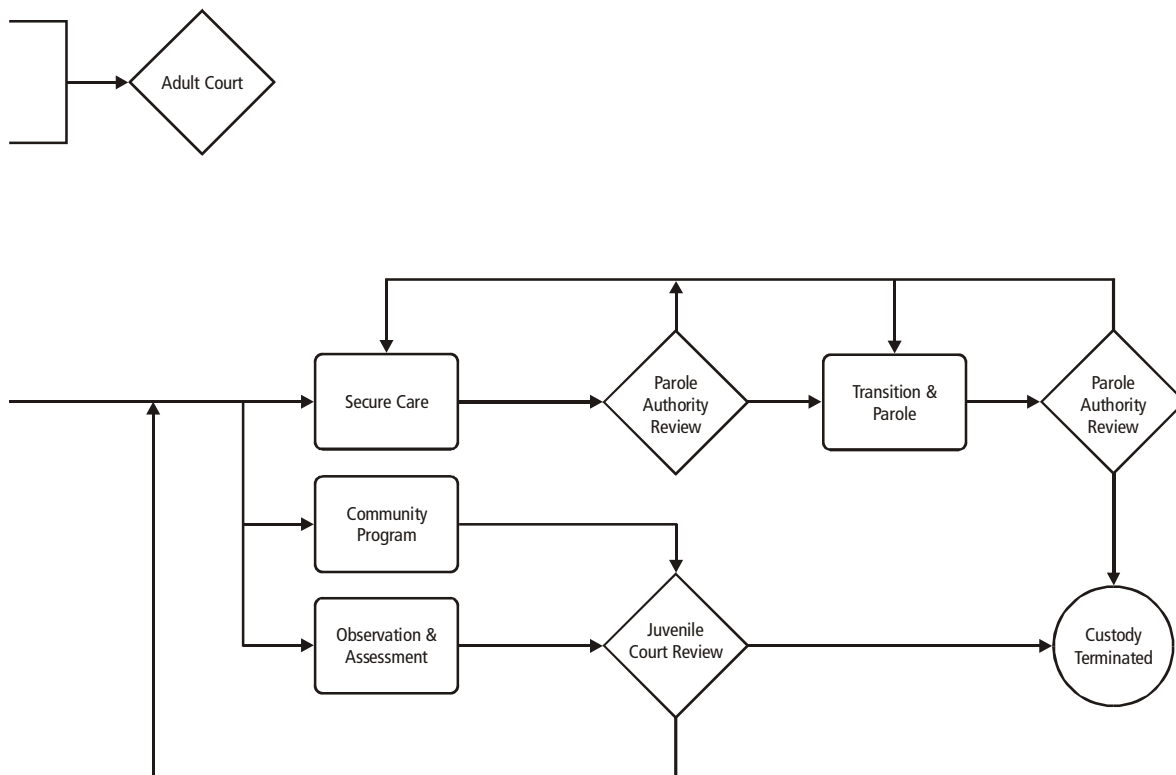 Adult Court
Secure Care
Parole
Authority
Review
Transition &
Parole
Parole
Authority
Review
Community
Program
Observation &
Assessment
Juvenile
Court Review
Custody
Terminated